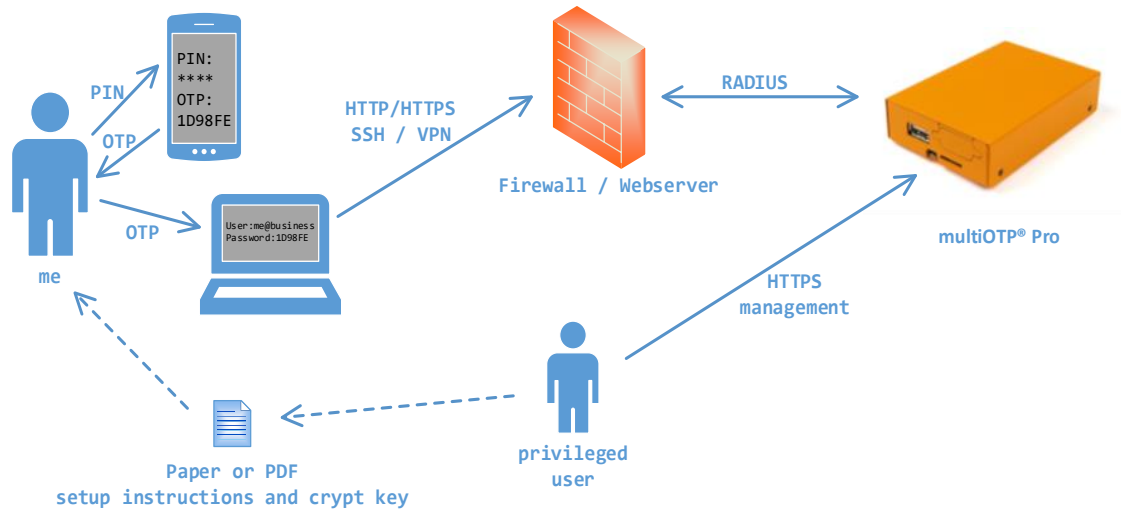 PIN:
****
OTP:
1D98FE
PIN
OTP
OTP
me
User:me@business
Password:1D98FE
HTTP/HTTPS
SSH / VPN
Firewall / Webserver
RADIUS
multiOTP® Pro
HTTPS
management
privileged
user
Paper or PDF
setup instructions and crypt key